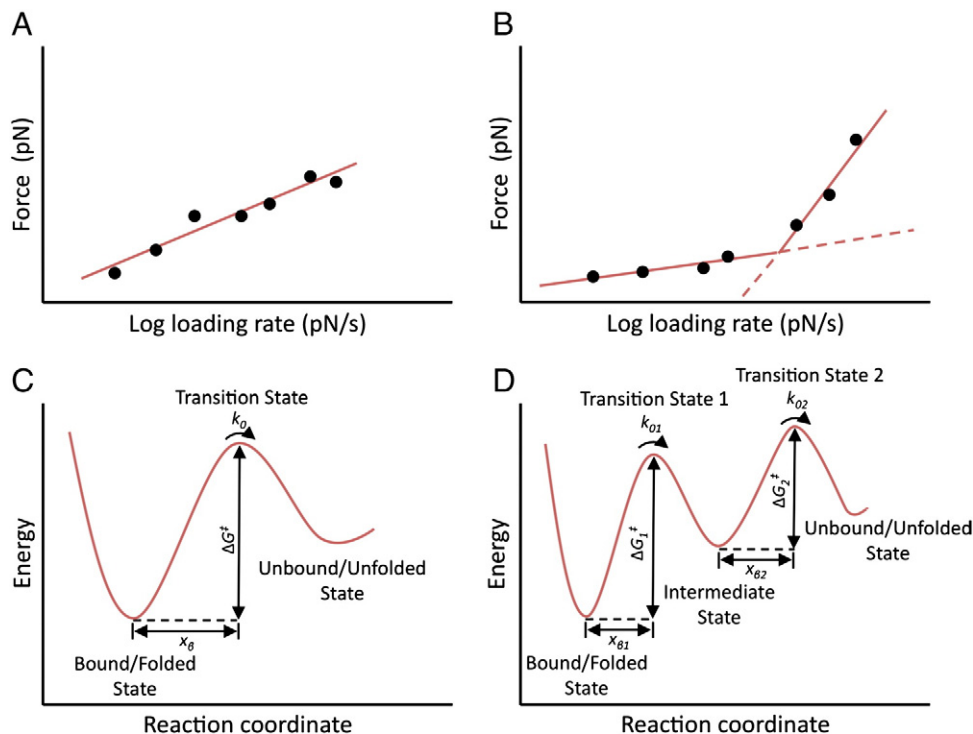 A
Force (pN)
Log loading rate (pN/s)
B
Force (pN)
Log loading rate (pN/s)
C
Transition State
k₀
Energy
ΔG‡
Unbound/Unfolded
State
xᵦ
Bound/Folded
State
Reaction coordinate
D
Transition State 2
k₀₂
Transition State 1
k₀₁
Energy
ΔG₁‡
ΔG₂‡
Unbound/Unfolded
State
xᵦ₂
Intermediate
State
xᵦ₁
Bound/Folded
State
Reaction coordinate